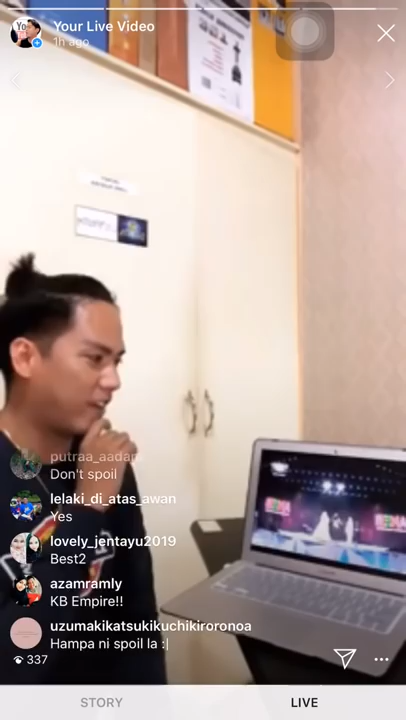 Your Live Video
1h ago
putraa_aadam
Don't spoil
lelaki_di_atas_awan
Yes
lovely_jentayu2019
Best2
azamramly
KB Empire!!
uzumakikatsukikuchikiroronoa
Hampa ni spoil la :|
337
STORY
LIVE